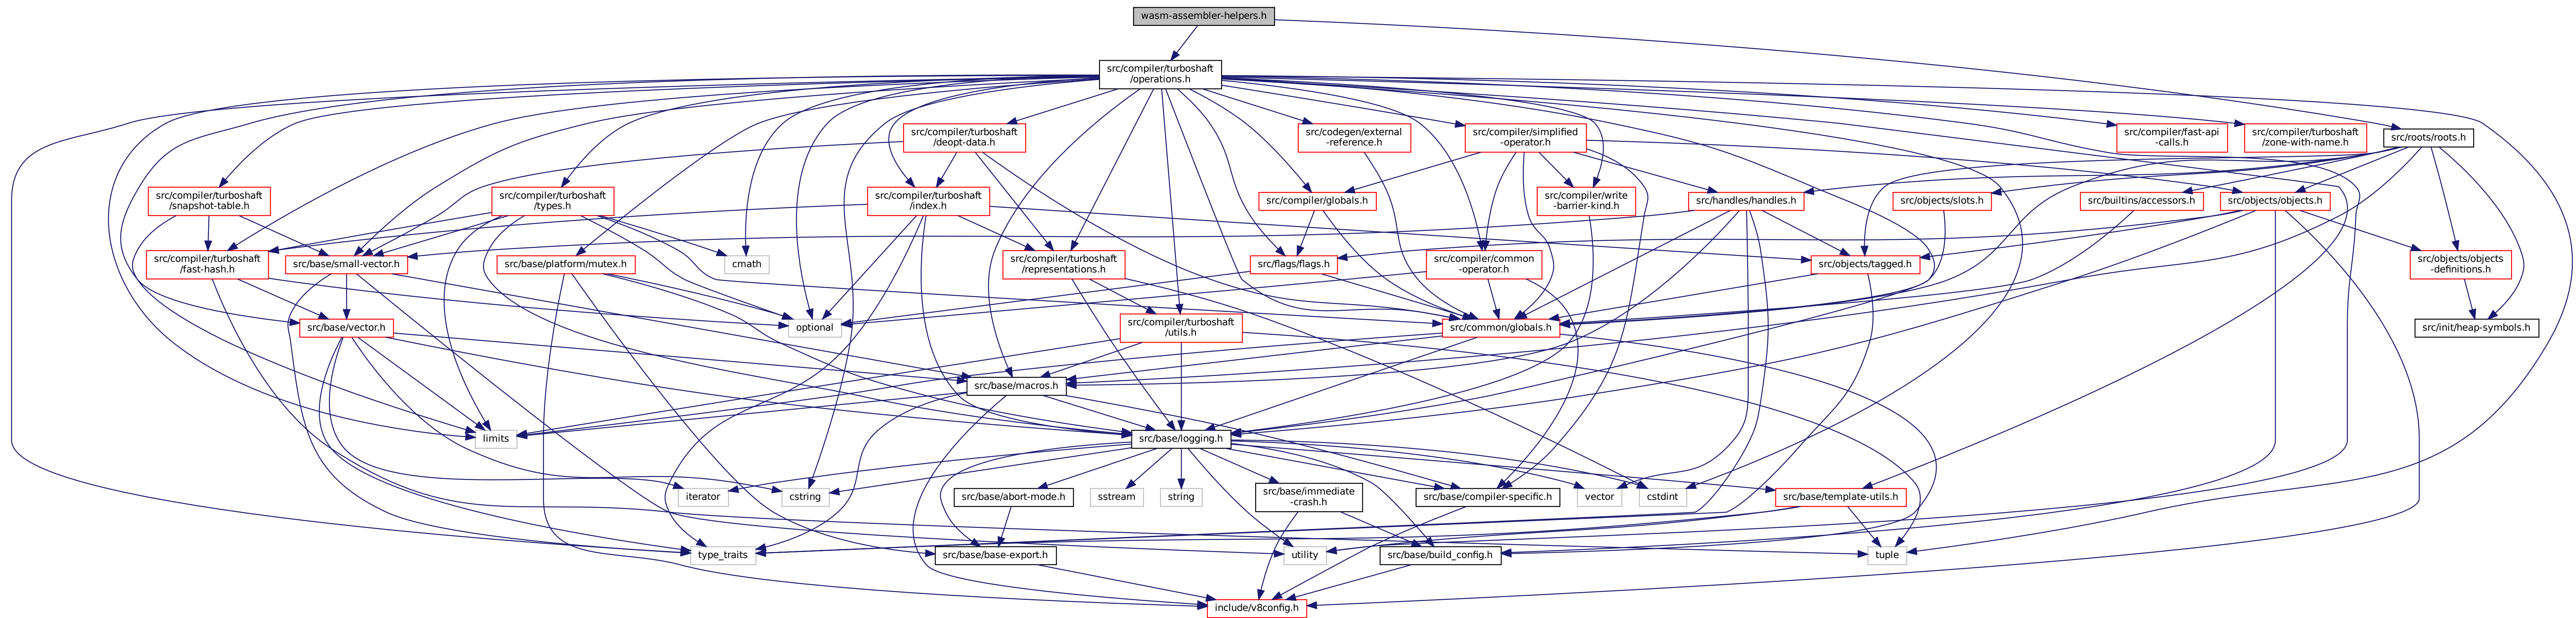 wasm-assembler-helpers.h
src/compiler/turboshaft
/operations.h
src/compiler/turboshaft
/deopt-data.h
src/codegen/external
-reference.h
src/compiler/simplified
-operator.h
src/compiler/fast-api
-calls.h
src/compiler/turboshaft
/zone-with-name.h
src/roots/roots.h
src/compiler/turboshaft
/snapshot-table.h
src/compiler/turboshaft
/types.h
src/compiler/turboshaft
/index.h
src/compiler/globals.h
src/compiler/write
-barrier-kind.h
src/handles/handles.h
src/objects/slots.h
src/builtins/accessors.h
src/objects/objects.h
src/compiler/turboshaft
/fast-hash.h
src/base/small-vector.h
src/base/platform/mutex.h
cmath
src/compiler/turboshaft
/representations.h
src/flags/flags.h
src/compiler/common
-operator.h
src/objects/tagged.h
src/objects/objects
-definitions.h
src/base/vector.h
optional
src/compiler/turboshaft
/utils.h
src/common/globals.h
src/init/heap-symbols.h
src/base/macros.h
limits
src/base/logging.h
iterator
cstring
src/base/abort-mode.h
sstream
string
src/base/immediate
-crash.h
src/base/compiler-specific.h
vector
cstdint
src/base/template-utils.h
type_traits
src/base/base-export.h
utility
src/base/build_config.h
tuple
include/v8config.h